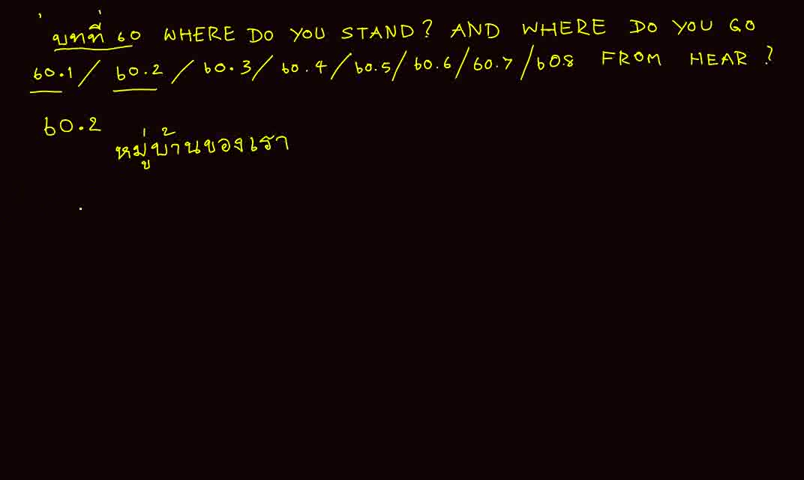 บทที่ 60 WHERE DO YOU STAND? AND WHERE DO YOU GO
60.1 / 60.2 / 60.3 / 60.4 / 60.5 / 60.6 / 60.7 / 60.8 FROM HEAR?
60.2
หมู่บ้านของเรา